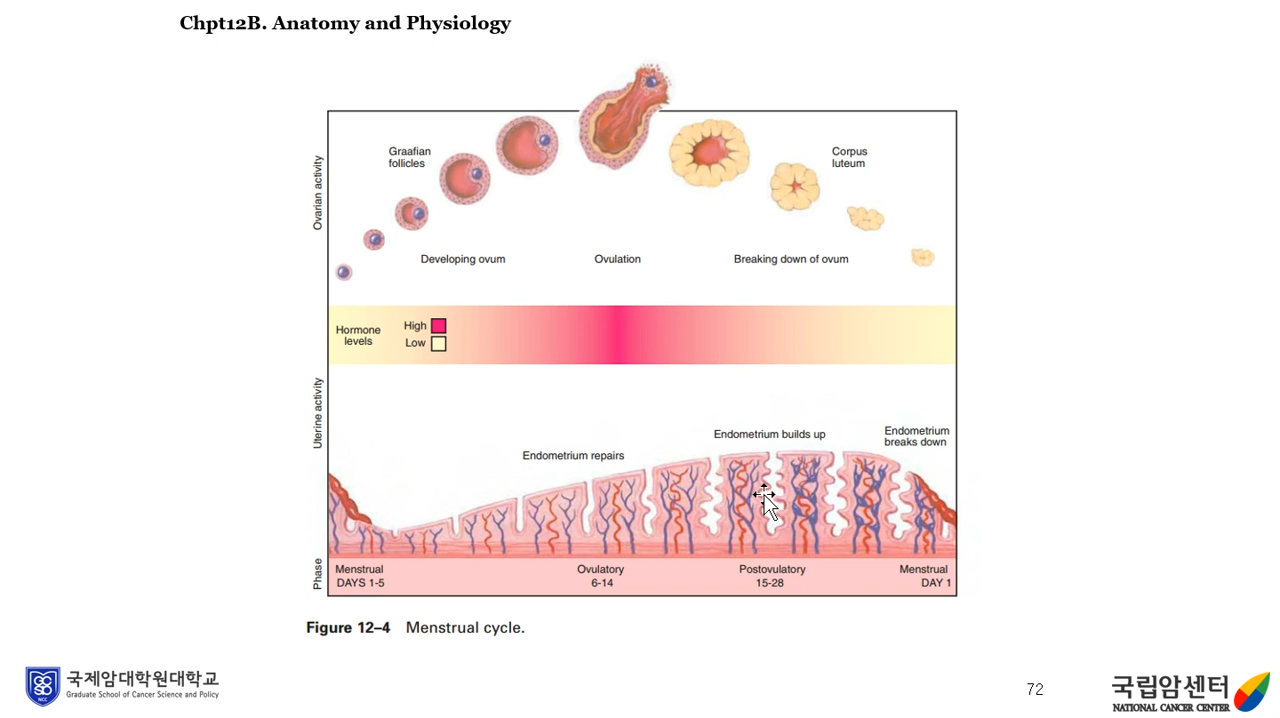 Chpt12B. Anatomy and Physiology
Ovarian activity
Graafian
follicles
Corpus
luteum
Developing ovum
Ovulation
Breaking down of ovum
Hormone
levels
High
Low
Uterine activity
Endometrium repairs
Endometrium builds up
Endometrium
breaks down
Phase
Menstrual
DAYS 1-5
Ovulatory
6-14
Postovulatory
15-28
Menstrual
DAY 1
Figure 12–4 Menstrual cycle.
NCC
국제암대학원대학교
Graduate School of Cancer Science and Policy
72
국립암센터
NATIONAL CANCER CENTER